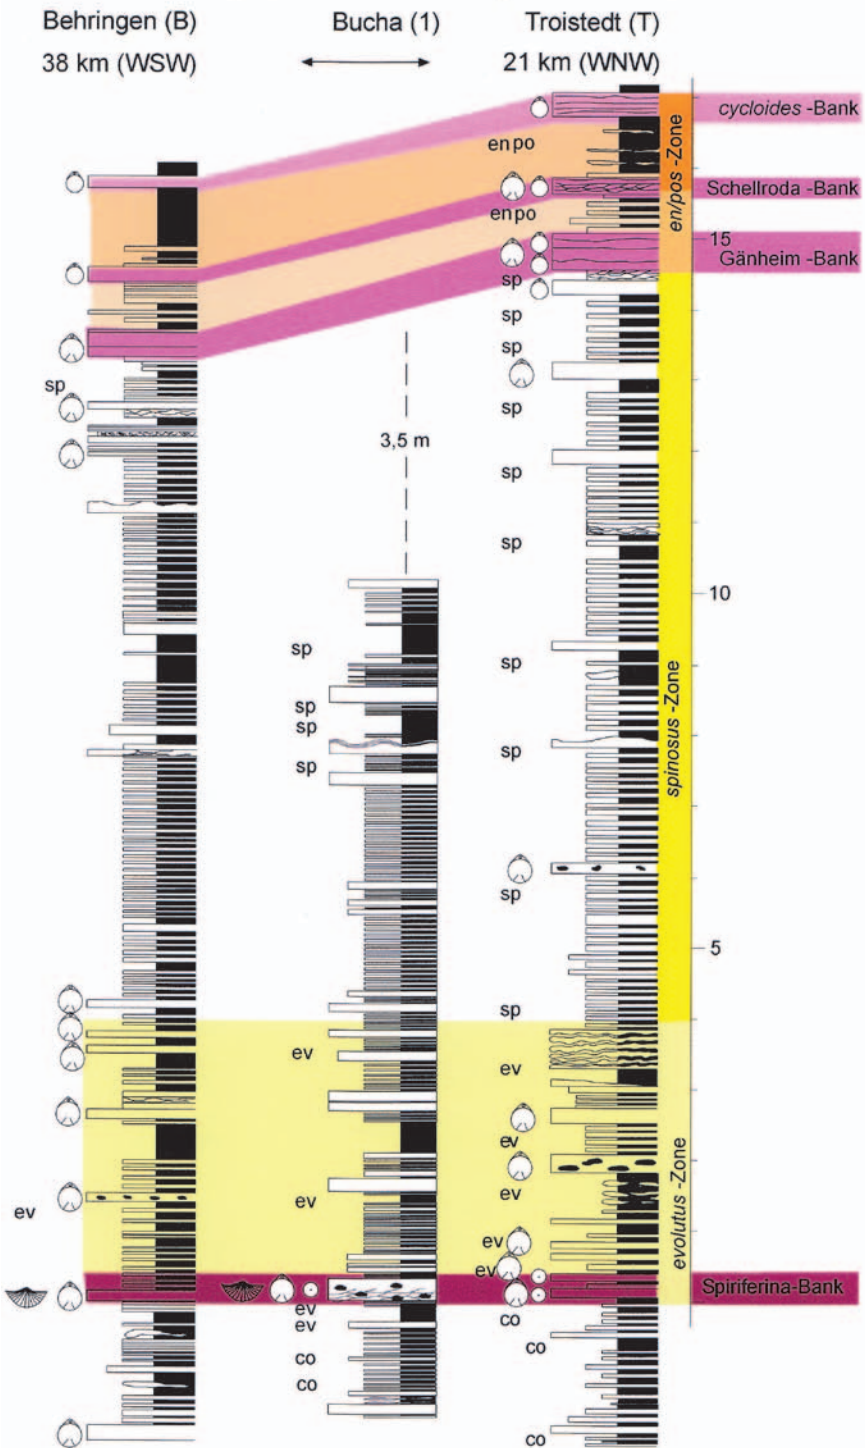 Behringen (B) Bucha (1) Troistedt (T)
38 km (WSW) 21 km (WNW)
cycloides -Bank
en po
en/pos -Zone
Schellroda -Bank
en po
15
Gänheim -Bank
sp
sp
sp
sp
3,5 m
sp
sp
sp
10
sp
sp
spinosus -Zone
sp
sp
sp
sp
sp
5
sp
ev
ev
ev
evolutus -Zone
ev
ev
ev
ev
ev
Spiriferina-Bank
ev
co
ev
co
co
co
co